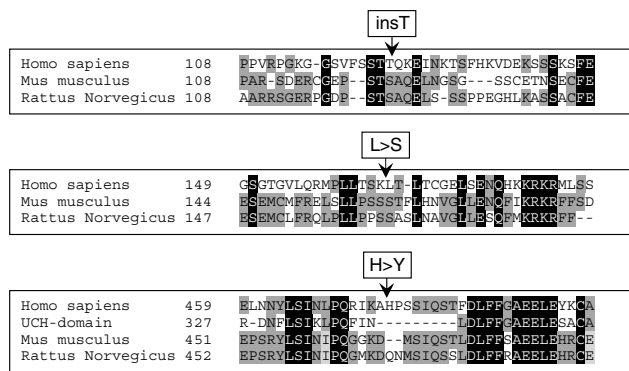 insT
Homo sapiens 108 PPVRPGKG-GSVFSSTTQKEINKTSFHKVDEKSSSKSFE
Mus musculus 108 PAR-SDERCGEP--STSAQELNGSG---SSCETNSECFE
Rattus Norvegicus 108 AARRSGERPGDP--STSAQELS-SSPPEGHLKASSACFE
L>S
Homo sapiens 149 GSGTGVLQRMPLLTSKLT-LTCGELSENQHKKRKRMLSS
Mus musculus 144 ESEMCMFRELSLLPSSSTFLHNVGLLENQFIKRKRFFSD
Rattus Norvegicus 147 ESEMCLFRQLPLLPPSSASLNAVGLLESQFMKRKRFF--
H>Y
Homo sapiens 459 ELNNYLSINLPQRIKAHPSSIQSTFDLFFGAEELEYKCA
UCH-domain 327 R-DNFLSIKLPQFIN---------LDLFFGAEELESACA
Mus musculus 451 EPSRYLSINIPQGGKD--MSIQSTLDLFFSAEELEHRCE
Rattus Norvegicus 452 EPSRYLSINIPQGMKDQNMSIQSSLDLFFRAEELEHRCE